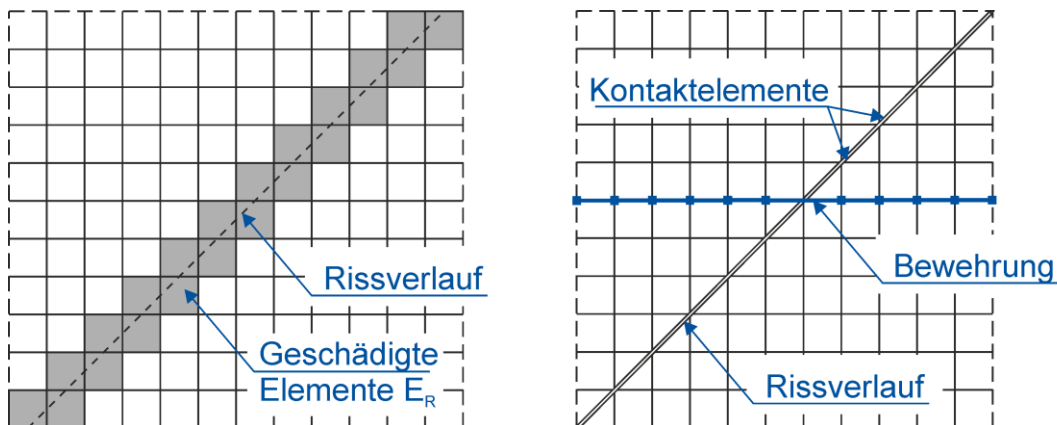 Rissverlauf
Geschädigte
Elemente E_R
Kontaktelemente
Bewehrung
Rissverlauf